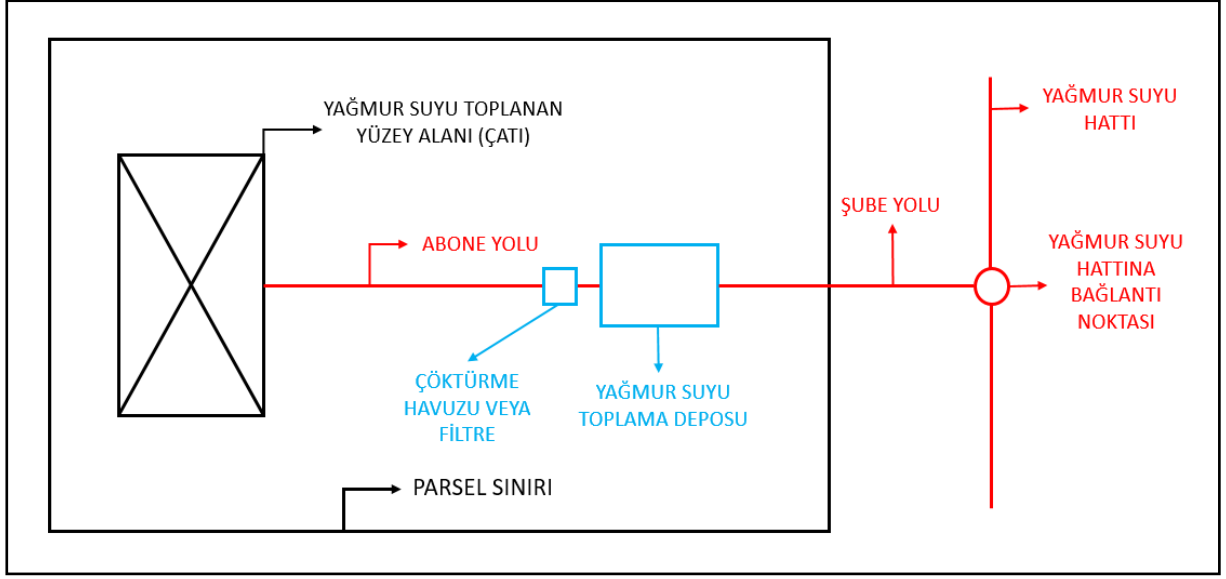 YAĞMUR SUYU TOPLANAN
YÜZEY ALANI (ÇATI)
YAĞMUR SUYU
HATTI
ŞUBE YOLU
ABONE YOLU
YAĞMUR SUYU
HATTINA
BAĞLANTI
NOKTASI
ÇÖKTÜRME
HAVUZU VEYA
FİLTRE
YAĞMUR SUYU
TOPLAMA DEPOSU
PARSEL SINIRI